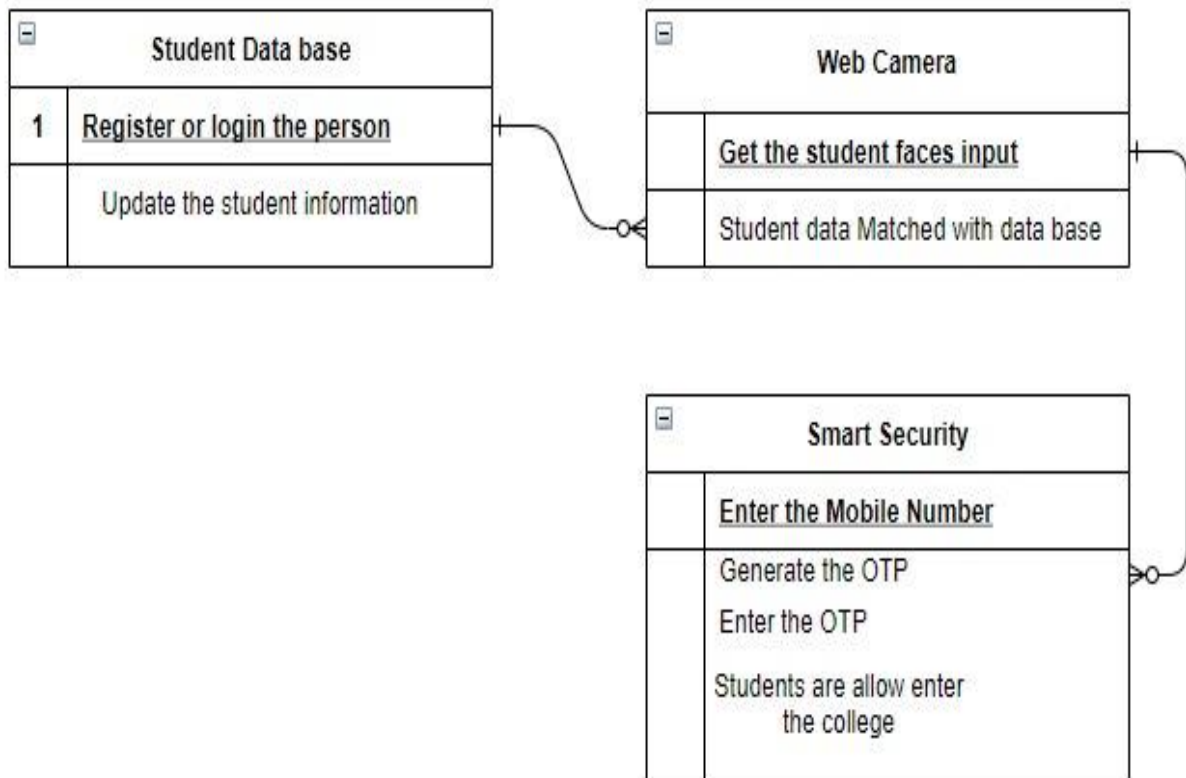 Student Data base
1 Register or login the person
Update the student information
Web Camera
Get the student faces input
Student data Matched with data base
Smart Security
Enter the Mobile Number
Generate the OTP
Enter the OTP
Students are allow enter
the college